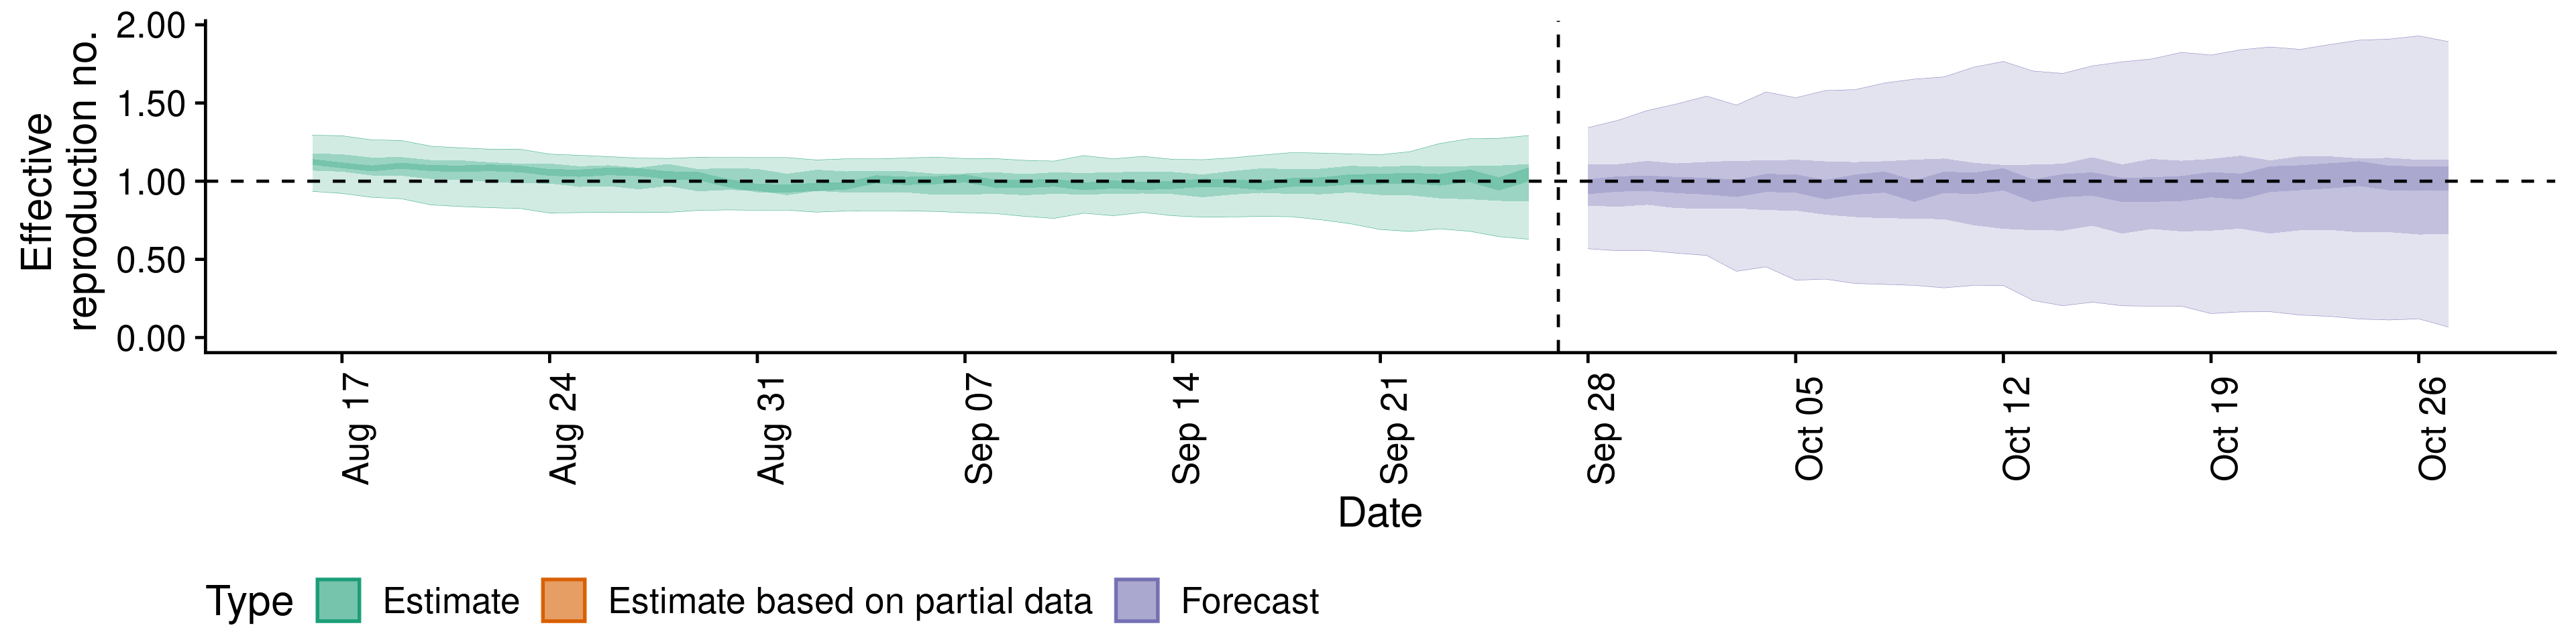 Effective
reproduction no.
2.00
1.50
1.00
0.50
0.00
Aug 17
Aug 24
Aug 31
Sep 07
Sep 14
Sep 21
Sep 28
Oct 05
Oct 12
Oct 19
Oct 26
Date
Type Estimate Estimate based on partial data Forecast